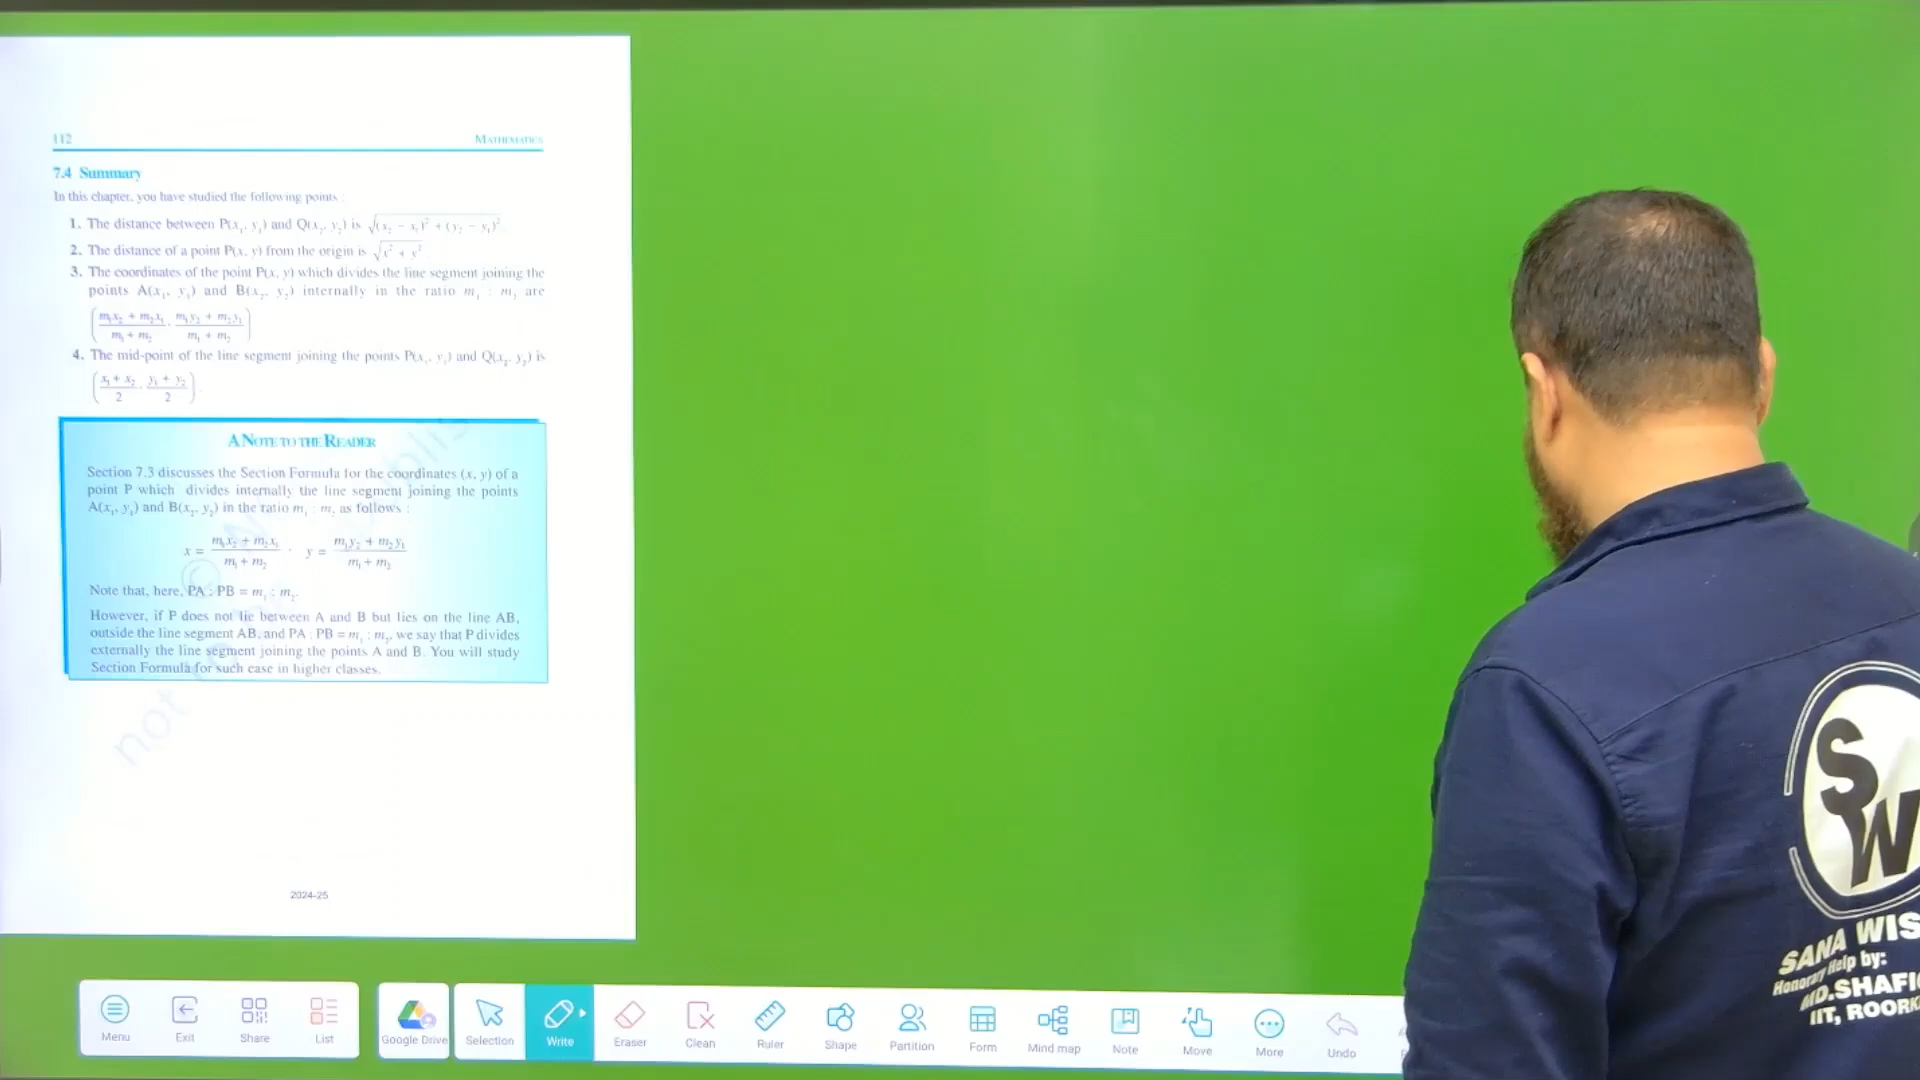 112 MATHEMATICS
7.4 Summary
In this chapter, you have studied the following points :
1. The distance between P(x₁, y₁) and Q(x₂, y₂) is √((x₂ − x₁)² + (y₂ − y₁)²).
2. The distance of a point P(x, y) from the origin is √(x² + y²)
3. The coordinates of the point P(x, y) which divides the line segment joining the
points A(x₁, y₁) and B(x₂, y₂) internally in the ratio m₁ : m₂ are
((m₁x₂ + m₂x₁)/(m₁ + m₂), (m₁y₂ + m₂y₁)/(m₁ + m₂))
4. The mid-point of the line segment joining the points P(x₁, y₁) and Q(x₂, y₂) is
((x₁ + x₂)/2, (y₁ + y₂)/2).
A NOTE TO THE READER
Section 7.3 discusses the Section Formula for the coordinates (x, y) of a
point P which divides internally the line segment joining the points
A(x₁, y₁) and B(x₂, y₂) in the ratio m₁ : m₂ as follows :
x = (m₁x₂ + m₂x₁)/(m₁ + m₂), y = (m₁y₂ + m₂y₁)/(m₁ + m₂)
Note that, here, PA : PB = m₁ : m₂.
However, if P does not lie between A and B but lies on the line AB,
outside the line segment AB, and PA : PB = m₁ : m₂, we say that P divides
externally the line segment joining the points A and B. You will study
Section Formula for such case in higher classes.
not
2024-25
Menu Exit Share List Google Drive Selection Write Eraser Clean Ruler Shape Partition Form Mind map Note Move More Undo
SW
SANA WIS
Honorary Help by:
MD.SHAFI
IIT, ROORK